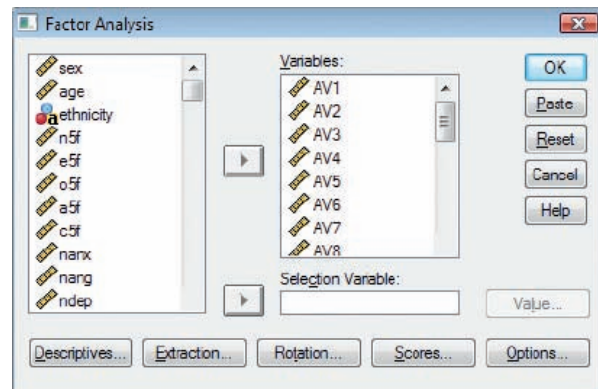 Factor Analysis
sex
age
ethnicity
n5f
e5f
o5f
a5f
c5f
nanx
nang
ndep
Variables:
AV1
AV2
AV3
AV4
AV5
AV6
AV7
AV8
Selection Variable:
OK
Paste
Reset
Cancel
Help
Value...
Descriptives...
Extraction...
Rotation...
Scores...
Options...